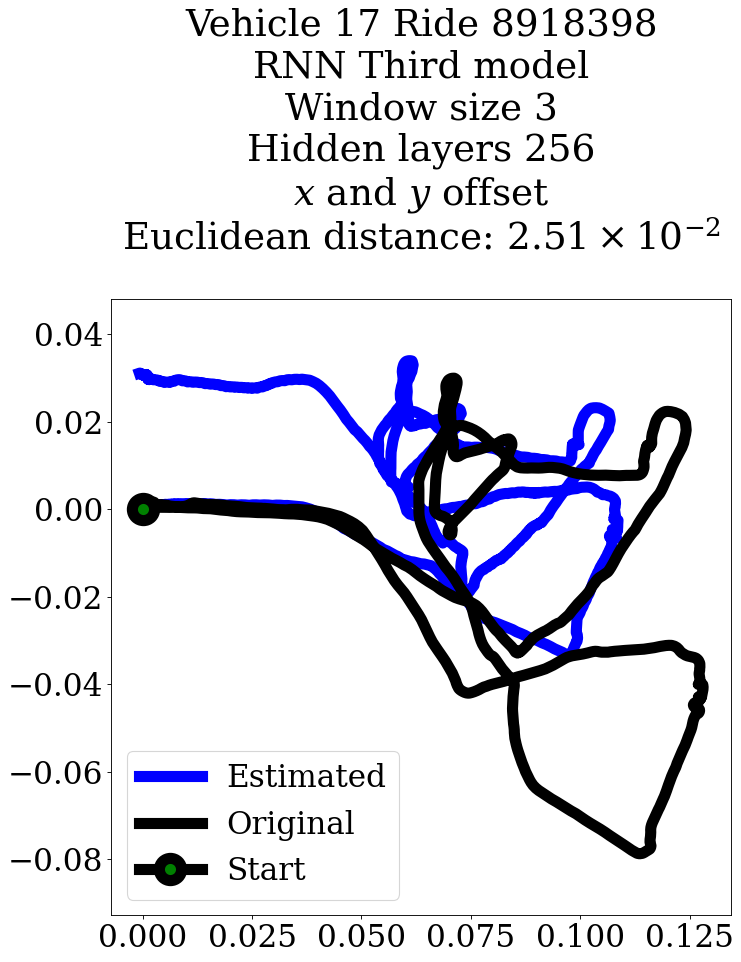 Vehicle 17 Ride 8918398
RNN Third model
Window size 3
Hidden layers 256
x and y offset
Euclidean distance: 2.51 × 10⁻²
0.04
0.02
0.00
−0.02
−0.04
−0.06
−0.08
Estimated
Original
Start
0.000 0.025 0.050 0.075 0.100 0.125